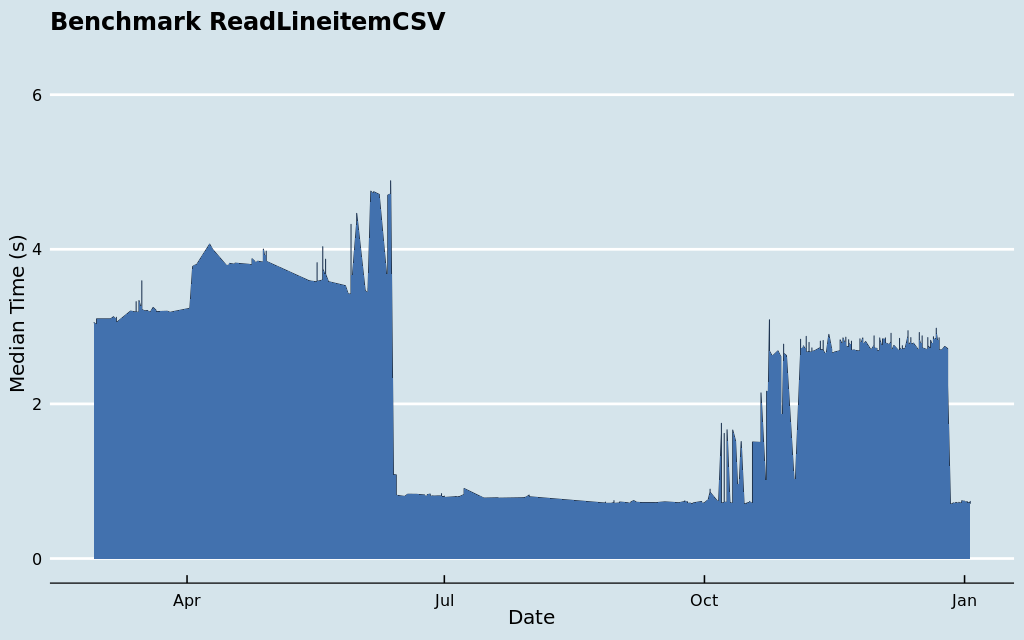 Benchmark ReadLineitemCSV
Median Time (s)
6
4
2
0
Apr
Jul
Oct
Jan
Date